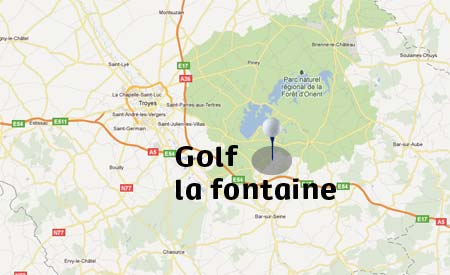 Montsuzain
Brienne-le-Château
gny-le-Châtel
E17
Soulaines-Dhuys
Saint-Lyé
A26
Piney
Parc naturel
régional de la
Forêt d'Orient
La Chapelle-Saint-Luc
Troyes
Saint-Parres-aux-Tertres
Saint-André-les-Vergers
E511
Estissac
Saint-Germain
Saint-Julien-les-Villas
Bar-sur-Aube
A5
Bouilly
E54
Golf
la fontaine
N77
E54
E54
A5
Bar-sur-Seine
N77
Ervy-le-Châtel
Chaource